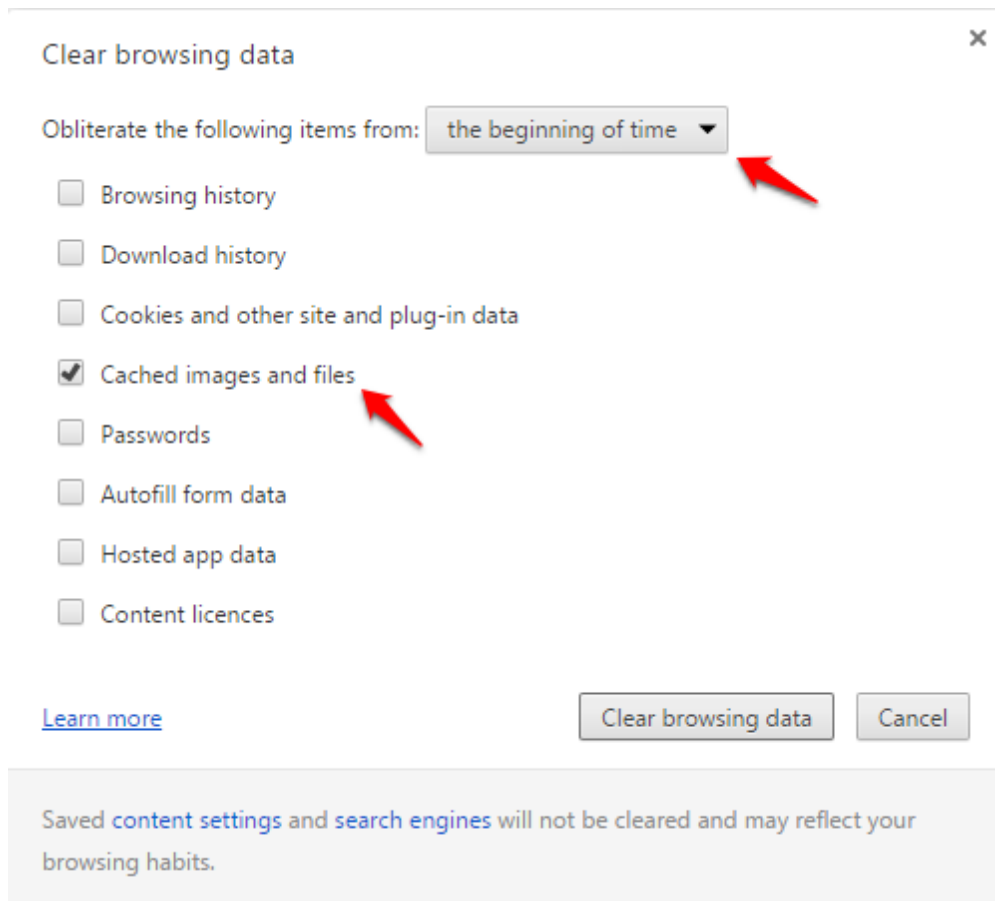 Clear browsing data
Obliterate the following items from: the beginning of time
Browsing history
Download history
Cookies and other site and plug-in data
Cached images and files
Passwords
Autofill form data
Hosted app data
Content licences
Learn more Clear browsing data Cancel
Saved content settings and search engines will not be cleared and may reflect your
browsing habits.